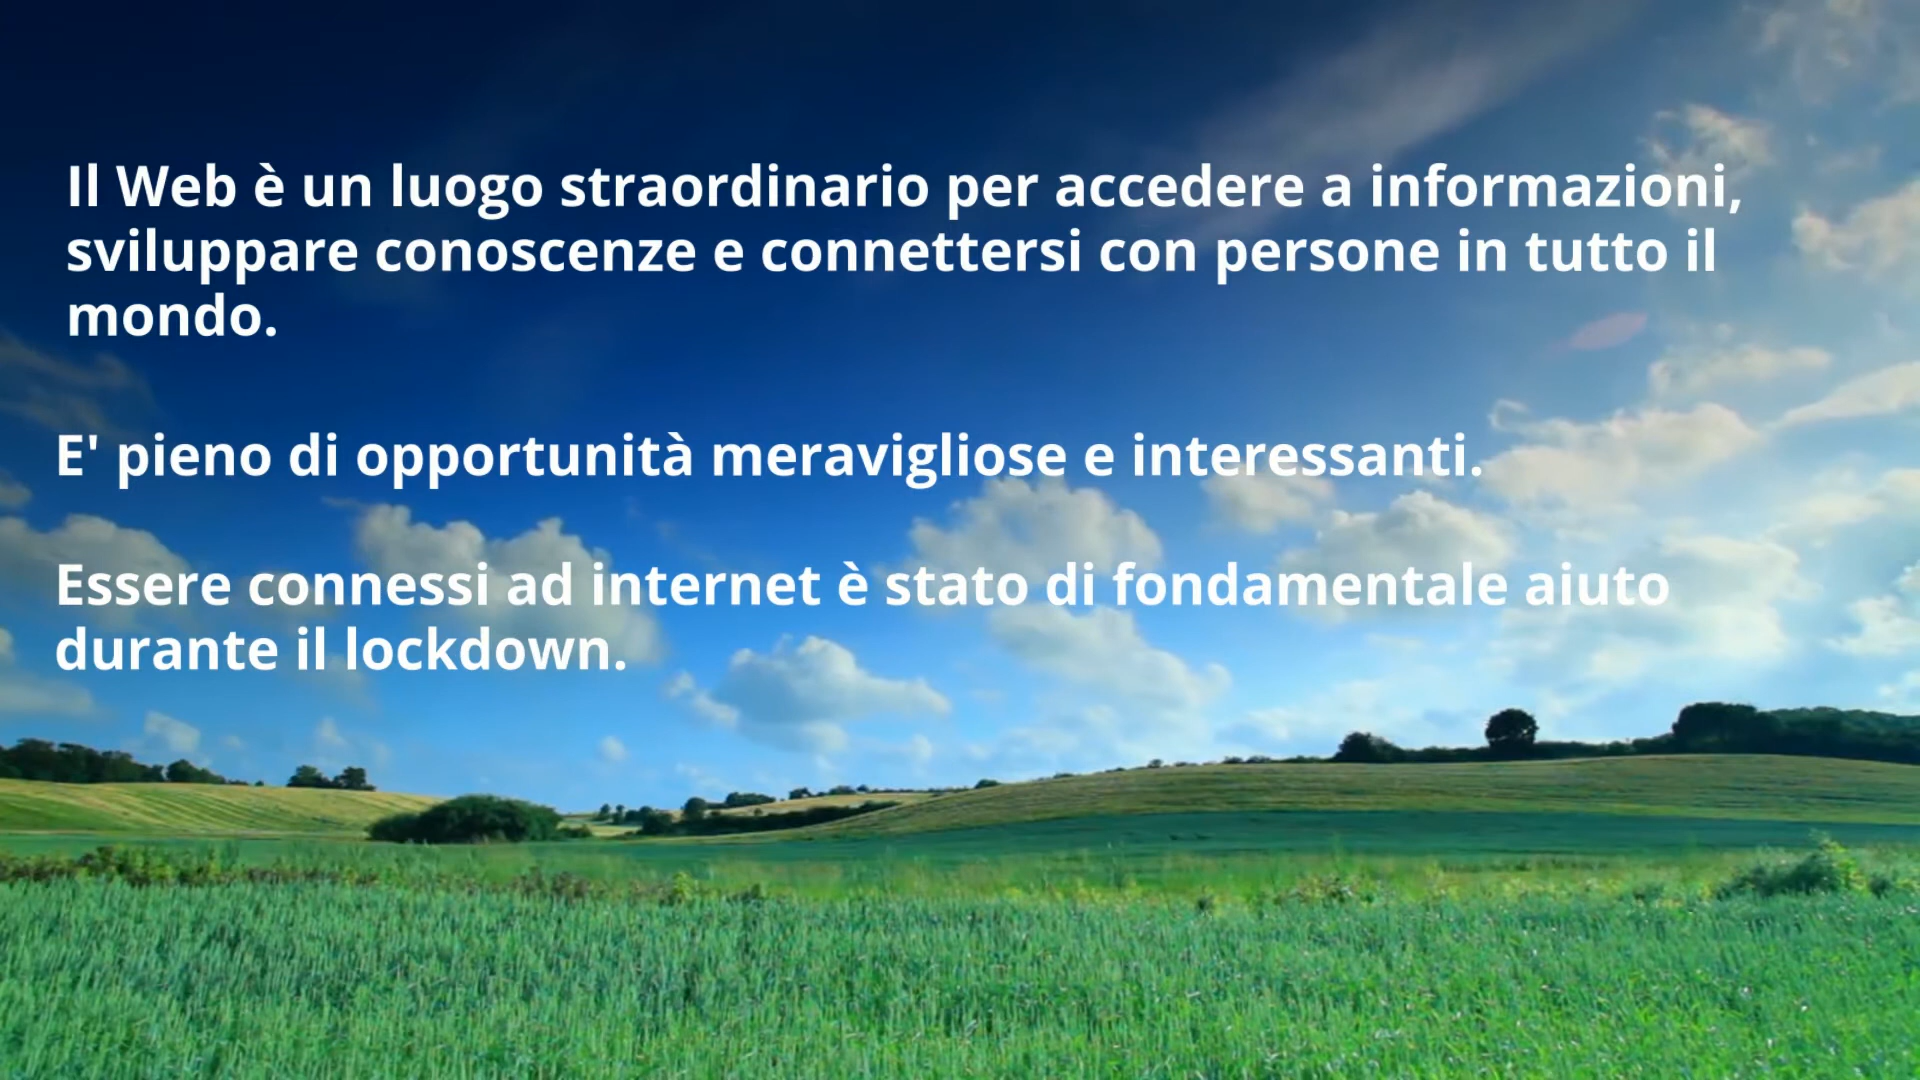 Il Web è un luogo straordinario per accedere a informazioni,
sviluppare conoscenze e connettersi con persone in tutto il
mondo.
E' pieno di opportunità meravigliose e interessanti.
Essere connessi ad internet è stato di fondamentale aiuto
durante il lockdown.